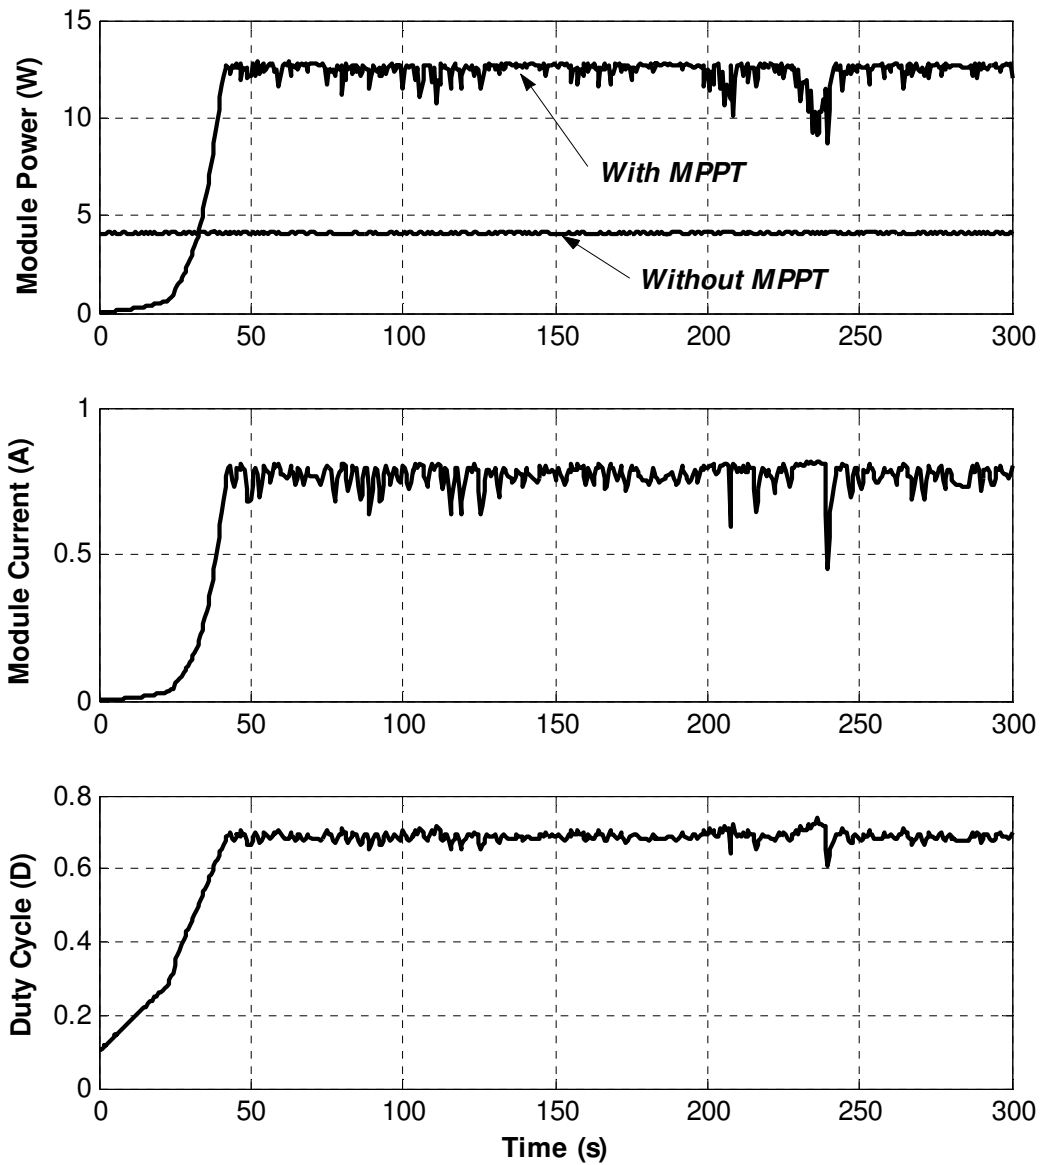 15
10
5
0
Module Power (W)
With MPPT
Without MPPT
0 50 100 150 200 250 300
1
0.5
0
Module Current (A)
0 50 100 150 200 250 300
0.8
0.6
0.4
0.2
0
Duty Cycle (D)
0 50 100 150 200 250 300
Time (s)